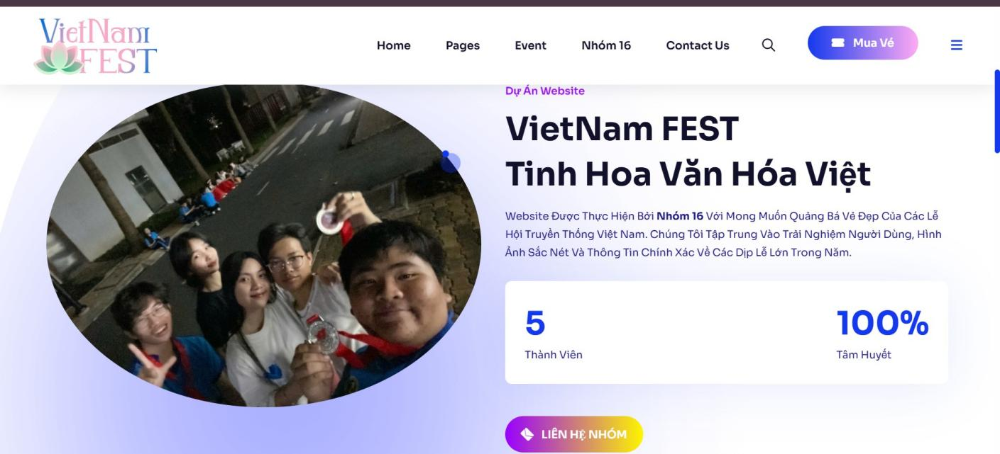 VietNam
FEST
Home Pages Event Nhóm 16 Contact Us Mua Vé
Dự Án Website
VietNam FEST
Tinh Hoa Văn Hóa Việt
Website Được Thực Hiện Bởi Nhóm 16 Với Mong Muốn Quảng Bá Vẻ Đẹp Của Các Lễ
Hội Truyền Thống Việt Nam. Chúng Tôi Tập Trung Vào Trải Nghiệm Người Dùng, Hình
Ảnh Sắc Nét Và Thông Tin Chính Xác Về Các Dịp Lễ Lớn Trong Năm.
5 100%
Thành Viên Tâm Huyết
LIÊN HỆ NHÓM